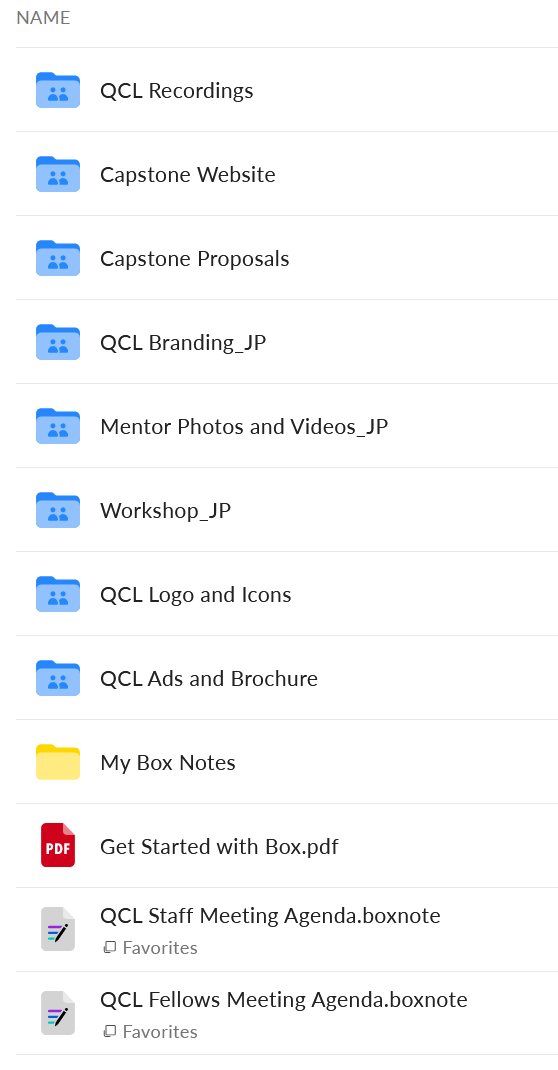 NAME
QCL Recordings
Capstone Website
Capstone Proposals
QCL Branding_JP
Mentor Photos and Videos_JP
Workshop_JP
QCL Logo and Icons
QCL Ads and Brochure
My Box Notes
PDF
Get Started with Box.pdf
QCL Staff Meeting Agenda.boxnote
Favorites
QCL Fellows Meeting Agenda.boxnote
Favorites